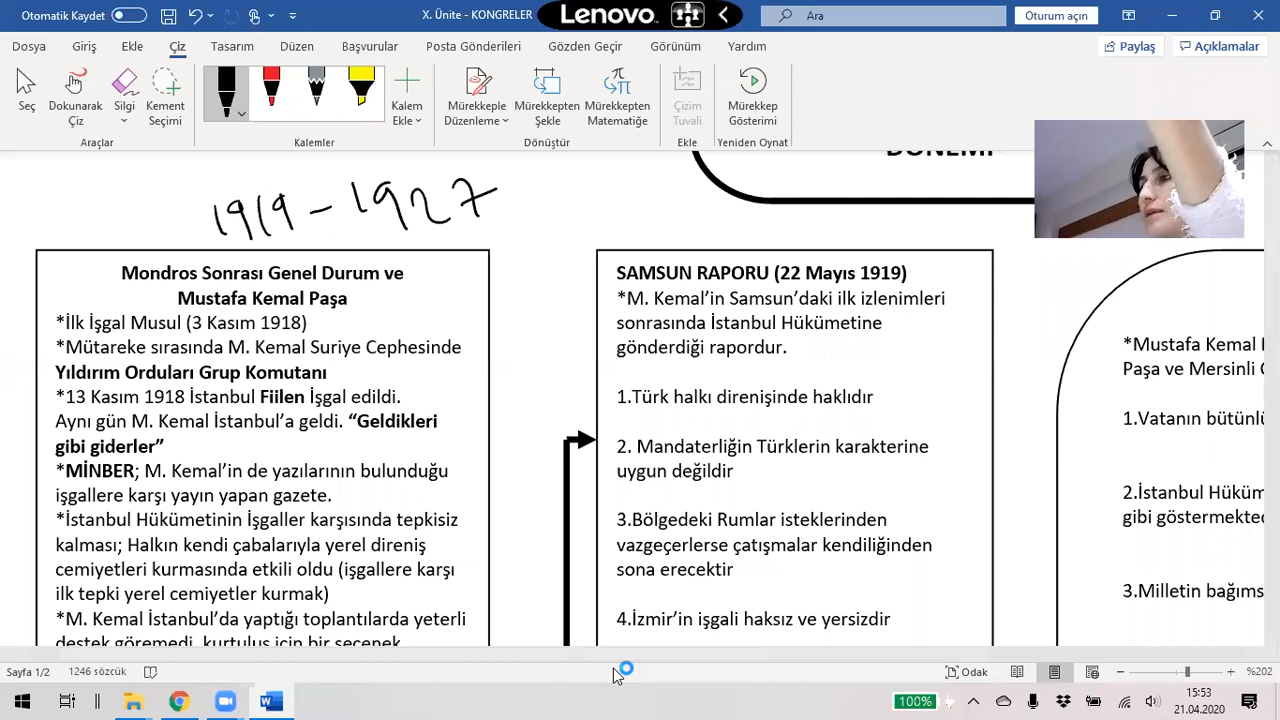 Otomatik Kaydet
X. Ünite - KONGRELER
Lenovo
Ara
Oturum açın
Dosya Giriş Ekle Çiz Tasarım Düzen Başvurular Posta Gönderileri Gözden Geçir Görünüm Yardım
Paylaş Açıklamalar
Seç Dokunarak Çiz Silgi Kement Seçimi Kalem Ekle Mürekkeple Düzenleme Mürekkepten Şekle Mürekkepten Matematiğe Çizim Tuvali Mürekkep Gösterimi
Araçlar Kalemler Dönüştür Ekle Yeniden Oynat
DÖNEMİ
1919 - 1927
Mondros Sonrası Genel Durum ve
Mustafa Kemal Paşa
*İlk İşgal Musul (3 Kasım 1918)
*Mütareke sırasında M. Kemal Suriye Cephesinde
Yıldırım Orduları Grup Komutanı
*13 Kasım 1918 İstanbul Fiilen İşgal edildi.
Aynı gün M. Kemal İstanbul’a geldi. “Geldikleri
gibi giderler”
*MİNBER; M. Kemal’in de yazılarının bulunduğu
işgallere karşı yayın yapan gazete.
*İstanbul Hükümetinin İşgaller karşısında tepkisiz
kalması; Halkın kendi çabalarıyla yerel direniş
cemiyetleri kurmasında etkili oldu (işgallere karşı
ilk tepki yerel cemiyetler kurmak)
*M. Kemal İstanbul’da yaptığı toplantılarda yeterli
destek göremedi, kurtuluş için bir seçenek
SAMSUN RAPORU (22 Mayıs 1919)
*M. Kemal’in Samsun’daki ilk izlenimleri
sonrasında İstanbul Hükümetine
gönderdiği rapordur.
1.Türk halkı direnişinde haklıdır
2. Mandaterliğin Türklerin karakterine
uygun değildir
3.Bölgedeki Rumlar isteklerinden
vazgeçerlerse çatışmalar kendiliğinden
sona erecektir
4.İzmir’in işgali haksız ve yersizdir
*Mustafa Kemal
Paşa ve Mersinli
1.Vatanın
2.İstanbul
gibi
3.Milletin
Sayfa 1/2 1246 sözcük
Odak
%202
100%
15:53
21.04.2020